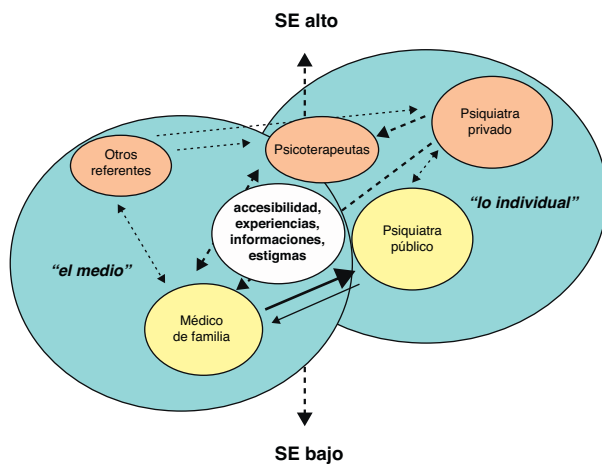 SE alto
Psiquiatra
privado
Psicoterapeutas
Otros
referentes
accesibilidad,
experiencias,
informaciones,
estigmas
“lo individual”
Psiquiatra
público
“el medio”
Médico
de familia
SE bajo